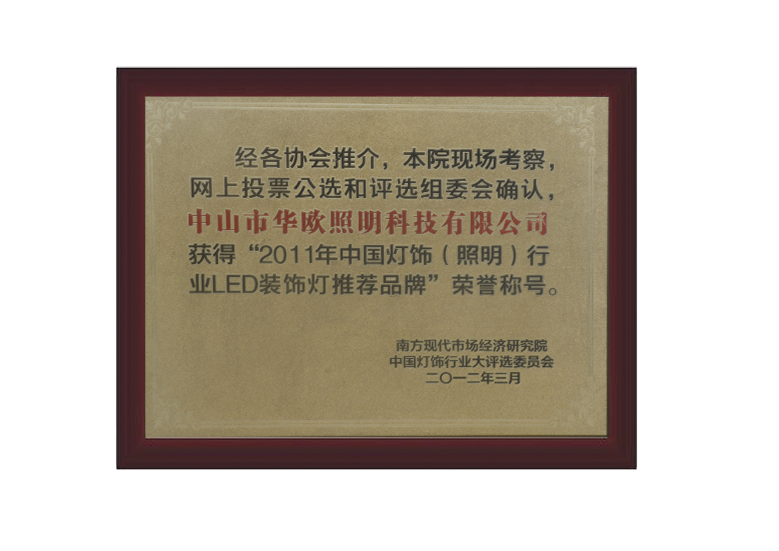 经各协会推介，本院现场考察，
网上投票公选和评选组委会确认，
中山市华欧照明科技有限公司
获得“2011年中国灯饰（照明）行
业LED装饰灯推荐品牌”荣誉称号。
南方现代市场经济研究院
中国灯饰行业大评选委员会
二〇一二年三月